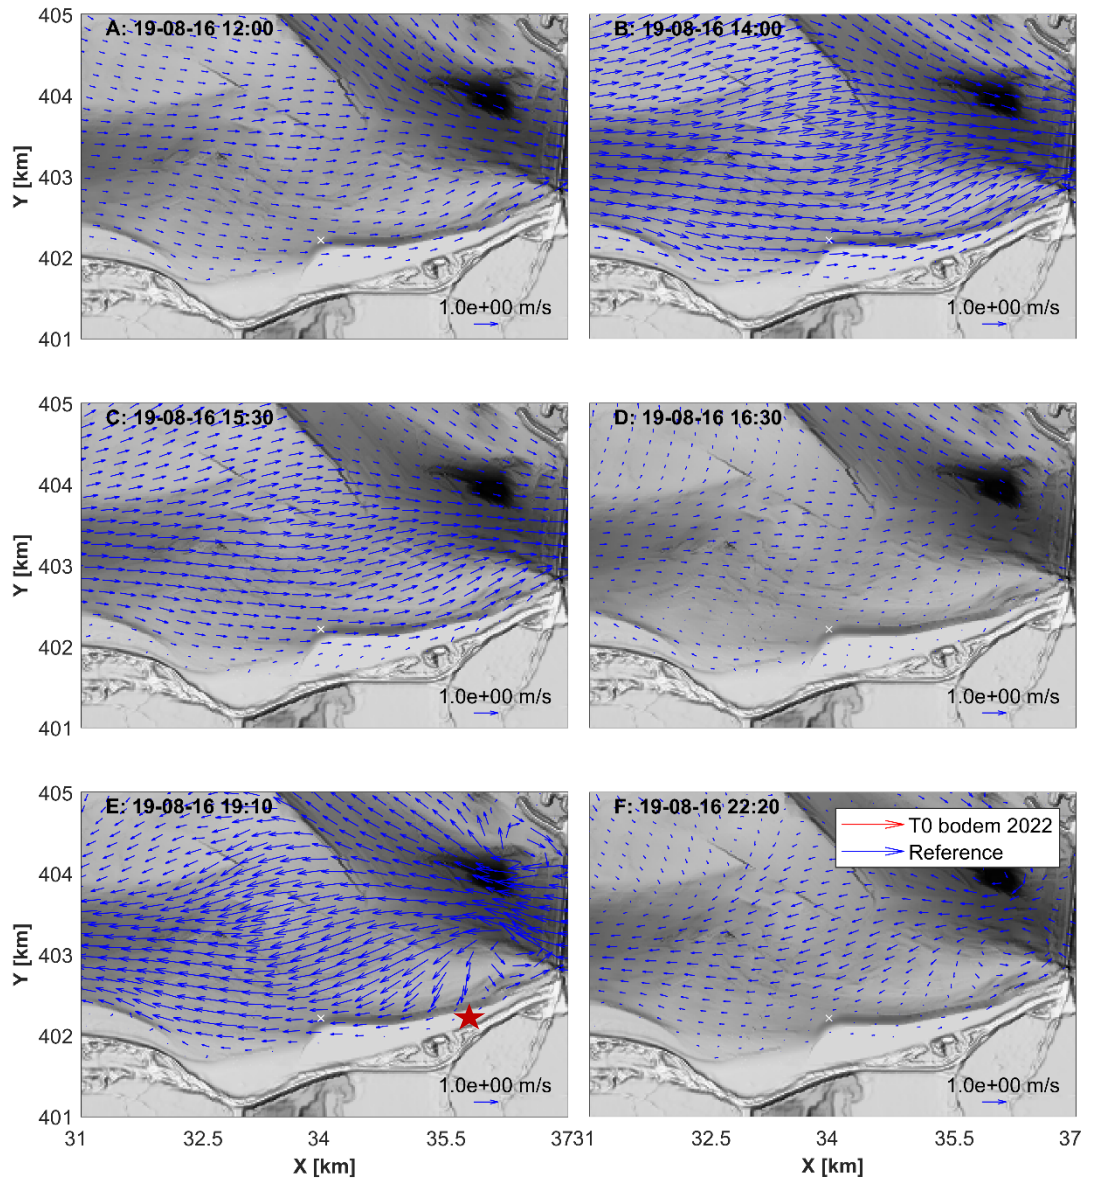 405
404
403
402
401
Y [km]
A: 19-08-16 12:00
1.0e+00 m/s
B: 19-08-16 14:00
1.0e+00 m/s
405
404
403
402
401
Y [km]
C: 19-08-16 15:30
1.0e+00 m/s
D: 19-08-16 16:30
1.0e+00 m/s
405
404
403
402
401
Y [km]
E: 19-08-16 19:10
1.0e+00 m/s
31
32.5
34
35.5
37
X [km]
F: 19-08-16 22:20
T0 bodem 2022
Reference
1.0e+00 m/s
31
32.5
34
35.5
37
X [km]